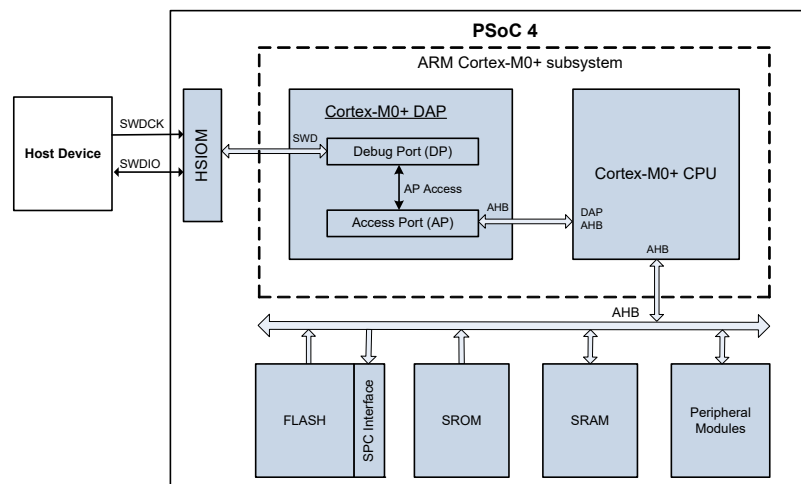 PSoC 4
ARM Cortex-M0+ subsystem
Host Device
SWDCK
SWDIO
HSIOM
SWD
Cortex-M0+ DAP
Debug Port (DP)
AP Access
Access Port (AP)
AHB
Cortex-M0+ CPU
DAP
AHB
AHB
AHB
FLASH
SPC Interface
SROM
SRAM
Peripheral
Modules